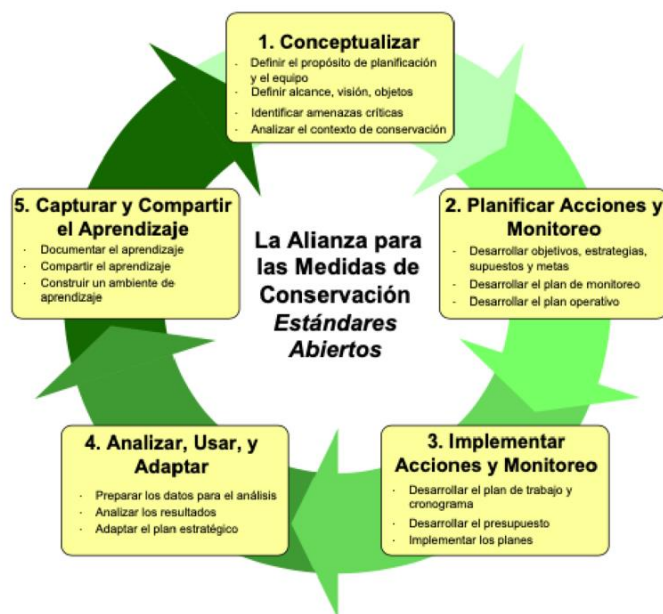 1. Conceptualizar
· Definir el propósito de planificación
y el equipo
· Definir alcance, visión, objetos
· Identificar amenazas críticas
· Analizar el contexto de conservación
2. Planificar Acciones y
Monitoreo
· Desarrollar objetivos, estrategias,
supuestos y metas
· Desarrollar el plan de monitoreo
· Desarrollar el plan operativo
3. Implementar
Acciones y Monitoreo
· Desarrollar el plan de trabajo y
cronograma
· Desarrollar el presupuesto
· Implementar los planes
4. Analizar, Usar, y
Adaptar
· Preparar los datos para el análisis
· Analizar los resultados
· Adaptar el plan estratégico
5. Capturar y Compartir
el Aprendizaje
· Documentar el aprendizaje
· Compartir el aprendizaje
· Construir un ambiente de
aprendizaje
La Alianza para
las Medidas de
Conservación
Estándares
Abiertos